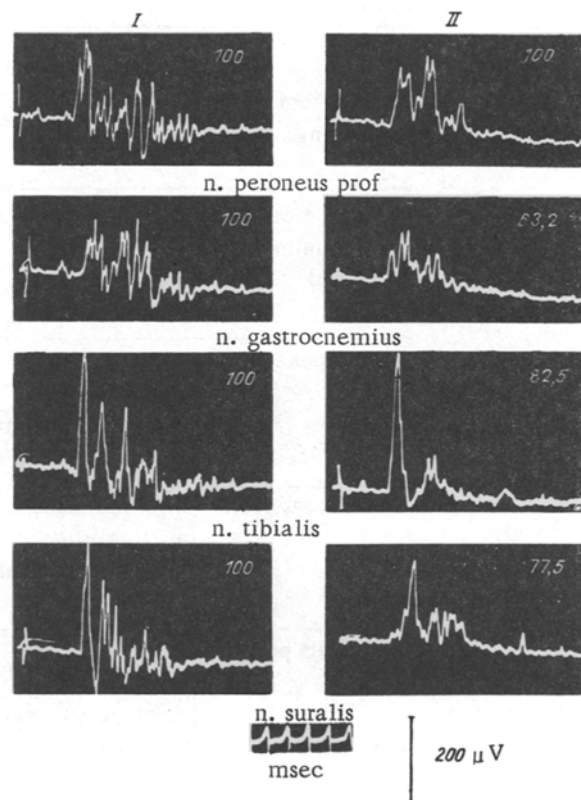 I II
100 100
n. peroneus prof
100 63,2
n. gastrocnemius
100 82,5
n. tibialis
100 77,5
n. suralis
msec
200 μV